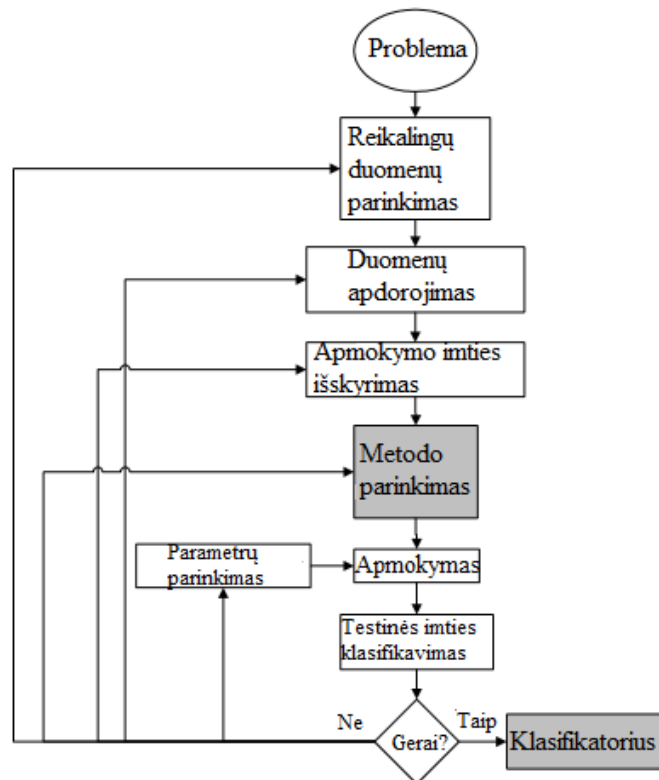 Problema
Reikalingų
duomenų
parinkimas
Duomenų
apdorojimas
Apmokymo imties
išskyrimas
Metodo
parinkimas
Parametrų
parinkimas
Apmokymas
Testinės imties
klasifikavimas
Ne
Gerai?
Taip
Klasifikatorius